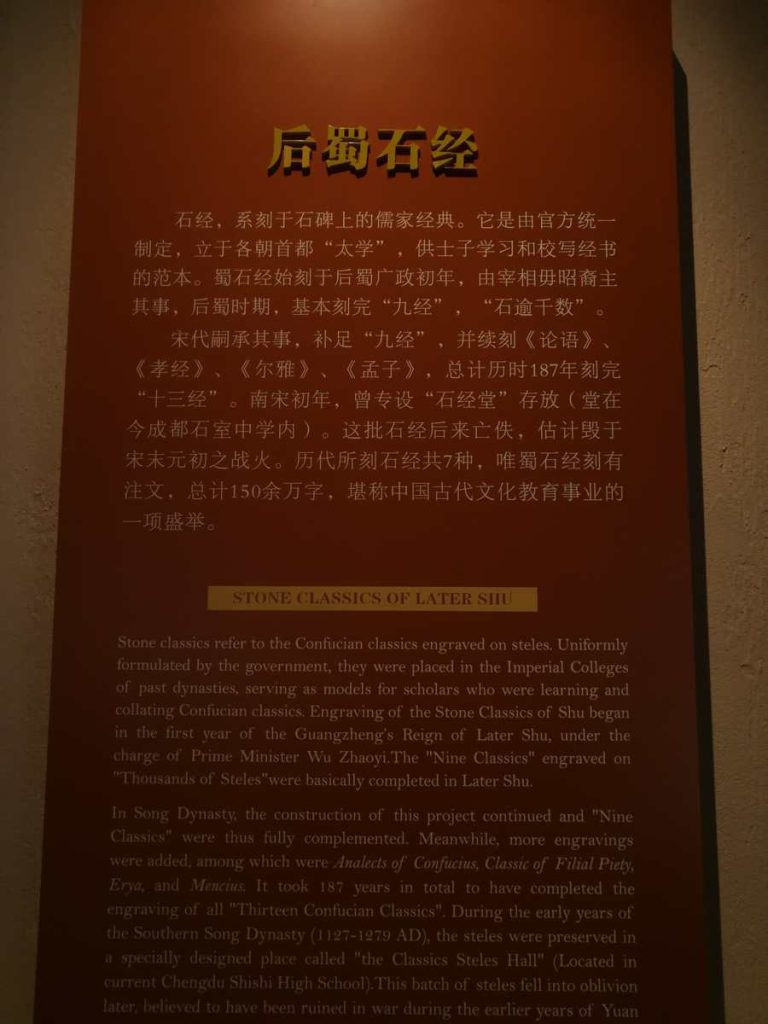 后蜀石经
石经，系刻于石碑上的儒家经典。它是由官方统一
制定，立于各朝首都“太学”，供士子学习和校写经书
的范本。蜀石经始刻于后蜀广政初年，由宰相毋昭裔主
其事，后蜀时期，基本刻完“九经”，“石逾千数”。
宋代嗣承其事，补足“九经”，并续刻《论语》、
《孝经》、《尔雅》、《孟子》，总计历时187年刻完
“十三经”。南宋初年，曾专设“石经堂”存放（堂在
今成都石室中学内）。这批石经后来亡佚，估计毁于
宋末元初之战火。历代所刻石经共7种，唯蜀石经刻有
注文，总计150余万字，堪称中国古代文化教育事业的
一项盛举。
STONE CLASSICS OF LATER SHU
Stone classics refer to the Confucian classics engraved on steles. Uniformly
formulated by the government, they were placed in the Imperial Colleges
of past dynasties, serving as models for scholars who were learning and
collating Confucian classics. Engraving of the Stone Classics of Shu began
in the first year of the Guangzheng's Reign of Later Shu, under the
charge of Prime Minister Wu Zhaoyi.The "Nine Classics" engraved on
"Thousands of Steles"were basically completed in Later Shu.
In Song Dynasty, the construction of this project continued and "Nine
Classics" were thus fully complemented. Meanwhile, more engravings
were added, among which were Analects of Confucius, Classic of Filial Piety,
Erya, and Mencius. It took 187 years in total to have completed the
engraving of all "Thirteen Confucian Classics". During the early years of
the Southern Song Dynasty (1127-1279 AD), the steles were preserved in
a specially designed place called "the Classics Steles Hall" (Located in
current Chengdu Shishi High School).This batch of steles fell into oblivion
later, believed to have been ruined in war during the earlier years of Yuan